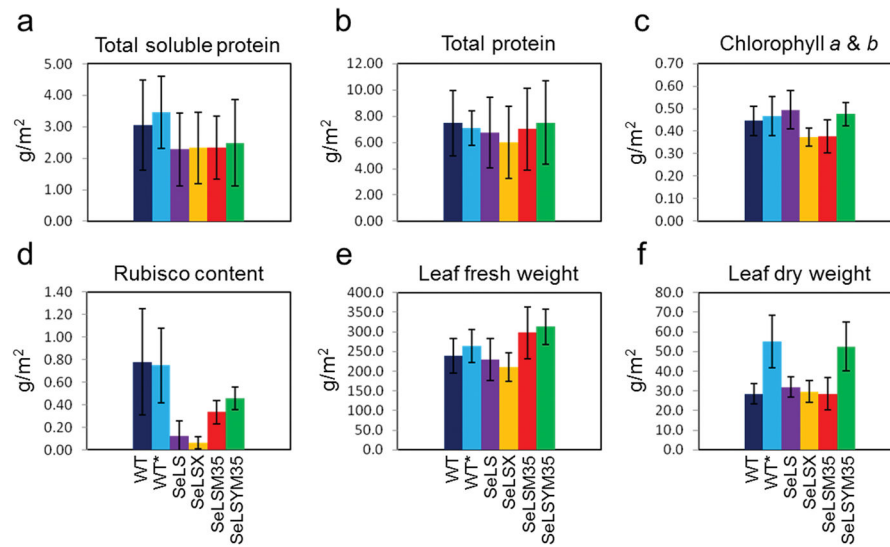 a
Total soluble protein
g/m²
5.00
4.00
3.00
2.00
1.00
0.00
b
Total protein
g/m²
12.00
10.00
8.00
6.00
4.00
2.00
0.00
c
Chlorophyll a & b
g/m²
0.70
0.60
0.50
0.40
0.30
0.20
0.10
0.00
d
Rubisco content
g/m²
1.40
1.20
1.00
0.80
0.60
0.40
0.20
0.00
WT
WT*
SeLS
SeLSX
SeLSM35
SeLSYM35
e
Leaf fresh weight
g/m²
400.0
350.0
300.0
250.0
200.0
150.0
100.0
50.0
0.0
WT
WT*
SeLS
SeLSX
SeLSM35
SeLSYM35
f
Leaf dry weight
g/m²
80.0
70.0
60.0
50.0
40.0
30.0
20.0
10.0
0.0
WT
WT*
SeLS
SeLSX
SeLSM35
SeLSYM35